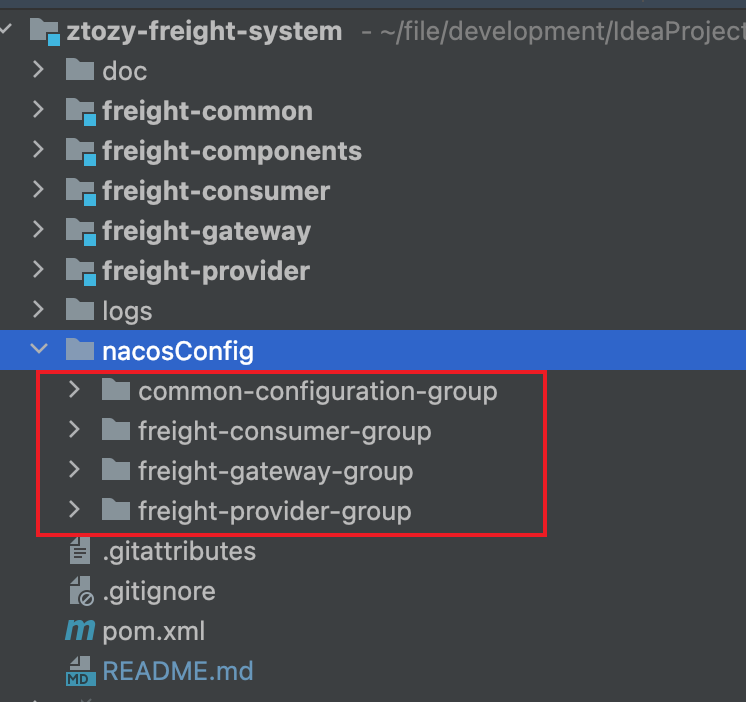 ztozy-freight-system - ~/file/development/IdeaProject
doc
freight-common
freight-components
freight-consumer
freight-gateway
freight-provider
logs
nacosConfig
common-configuration-group
freight-consumer-group
freight-gateway-group
freight-provider-group
.gitattributes
.gitignore
m pom.xml
MD README.md